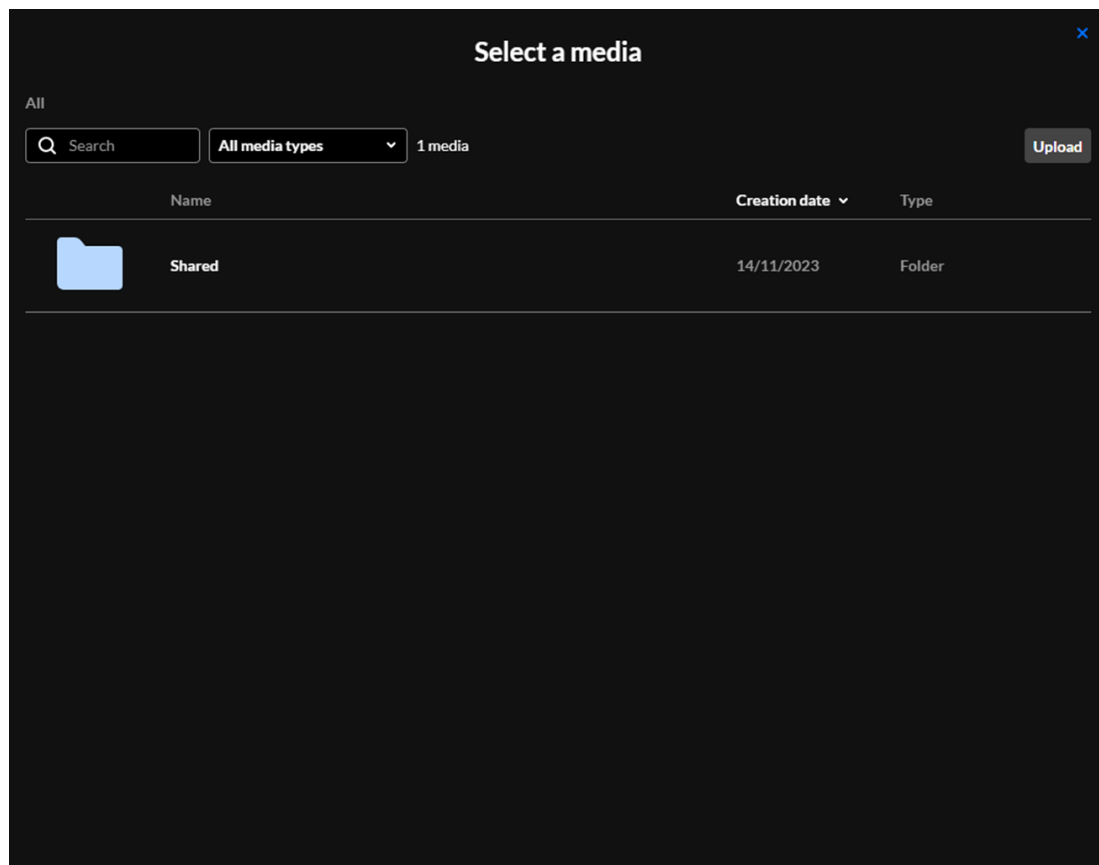 Select a media
All
Search All media types 1 media Upload
Name Creation date Type
Shared 14/11/2023 Folder